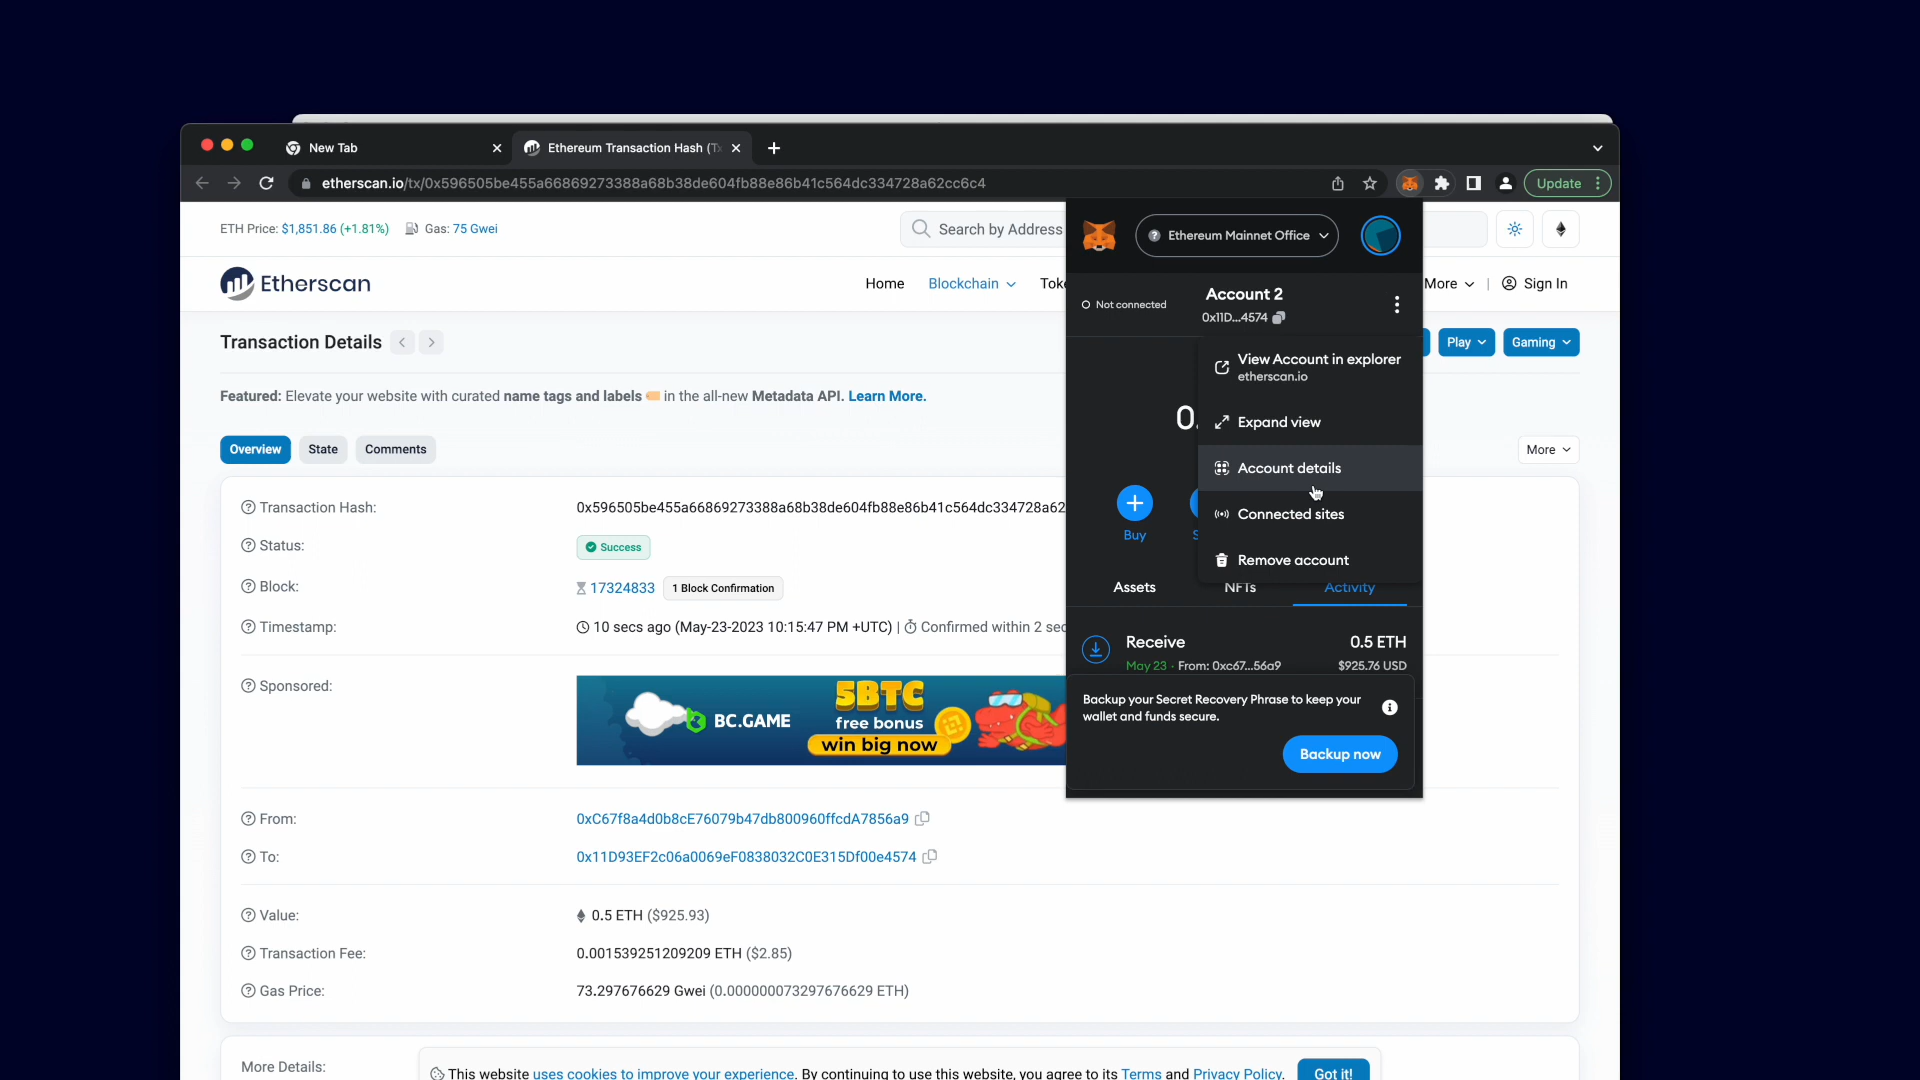 New Tab
Ethereum Transaction Hash (Tx
etherscan.io/tx/0x596505be455a66869273388a68b38de604fb88e86b41c564dc334728a62cc6c4
Update
ETH Price: $1,851.86 (+1.81%)
Gas: 75 Gwei
Search by Address
Etherscan
Home
Blockchain
More
Sign In
Transaction Details
Play
Gaming
Featured: Elevate your website with curated name tags and labels in the all-new Metadata API. Learn More.
Overview
State
Comments
More
Transaction Hash:
0x596505be455a66869273388a68b38de604fb88e86b41c564dc334728a62
Status:
Success
Block:
17324833
1 Block Confirmation
Timestamp:
10 secs ago (May-23-2023 10:15:47 PM +UTC) | Confirmed within 2 sec
Sponsored:
BC.GAME
5BTC
free bonus
win big now
From:
0xC67f8a4d0b8cE76079b47db800960ffcdA7856a9
To:
0x11D93EF2c06a0069eF0838032C0E315Df00e4574
Value:
0.5 ETH ($925.93)
Transaction Fee:
0.001539251209209 ETH ($2.85)
Gas Price:
73.297676629 Gwei (0.000000073297676629 ETH)
More Details:
This website uses cookies to improve your experience. By continuing to use this website, you agree to its Terms and Privacy Policy.
Got it!
Ethereum Mainnet Office
Not connected
Account 2
0x11D...4574
View Account in explorer
etherscan.io
Expand view
Account details
Connected sites
Remove account
0.
Buy
S
Assets
NFTs
Activity
Receive
0.5 ETH
May 23 · From: 0xc67...56a9
$925.76 USD
Backup your Secret Recovery Phrase to keep your
wallet and funds secure.
Backup now